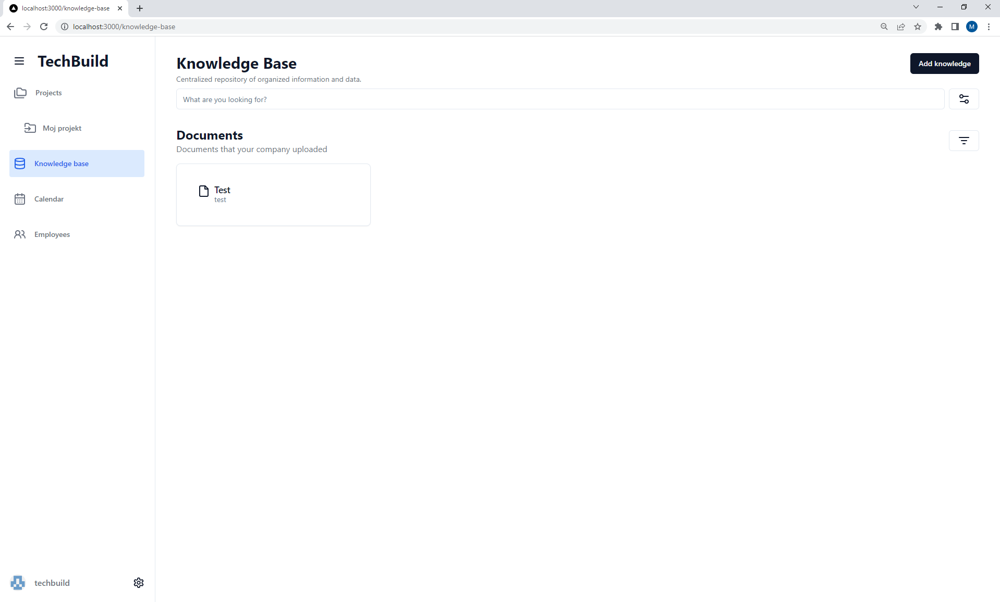 localhost:3000/knowledge-base
localhost:3000/knowledge-base
M
TechBuild
Projects
Moj projekt
Knowledge base
Calendar
Employees
techbuild
Knowledge Base
Add knowledge
Centralized repository of organized information and data.
What are you looking for?
Documents
Documents that your company uploaded
Test
test